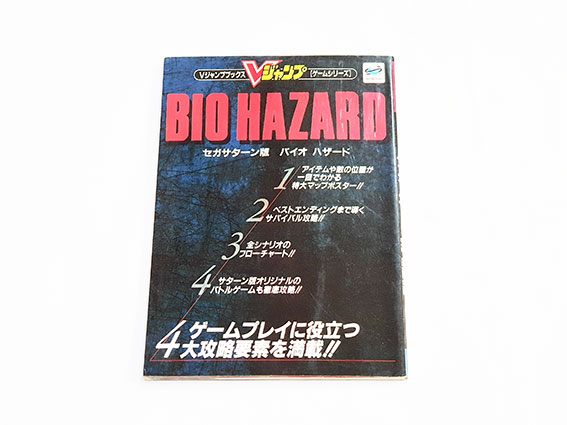 Vジャンプブックス Vジャンプ [ゲームシリーズ]
BIO HAZARD
セガサターン版 バイオ ハザード
1 アイテムや敵の位置が
一目でわかる
特大マップポスター!!
2 ベストエンディングまで導く
サバイバル攻略!!
3 全シナリオの
フローチャート!!
4 サターン版オリジナルの
バトルゲームも徹底攻略!!
4 ゲームプレイに役立つ
大攻略要素を満載!!